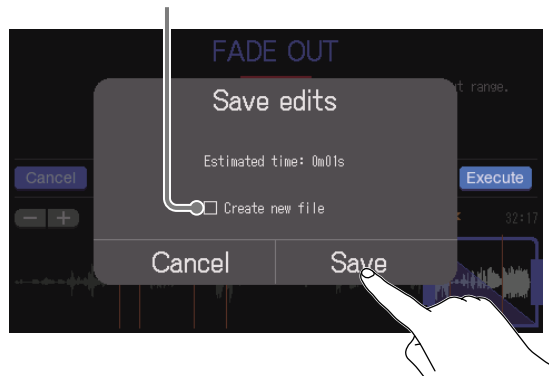 FADE OUT
t range.
Save edits
Estimated time: 0m01s
Cancel
Execute
Create new file
32:17
Cancel
Save